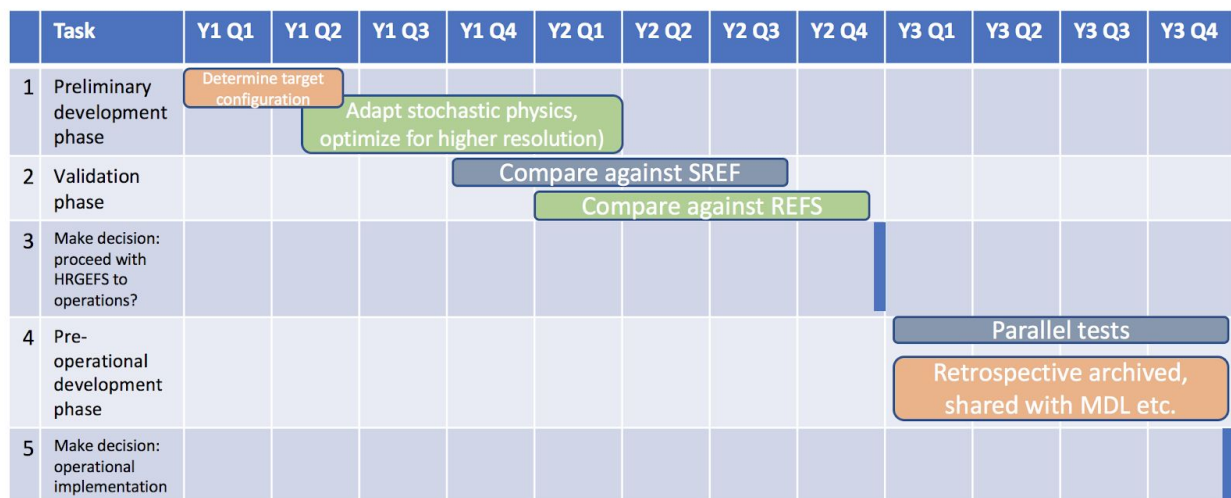 Task Y1 Q1 Y1 Q2 Y1 Q3 Y1 Q4 Y2 Q1 Y2 Q2 Y2 Q3 Y2 Q4 Y3 Q1 Y3 Q2 Y3 Q3 Y3 Q4
1 Preliminary
development
phase
Determine target
configuration
Adapt stochastic physics,
optimize for higher resolution)
2 Validation
phase
Compare against SREF
Compare against REFS
3 Make decision:
proceed with
HRGEFS to
operations?
4 Pre-
operational
development
phase
Parallel tests
Retrospective archived,
shared with MDL etc.
5 Make decision:
operational
implementation